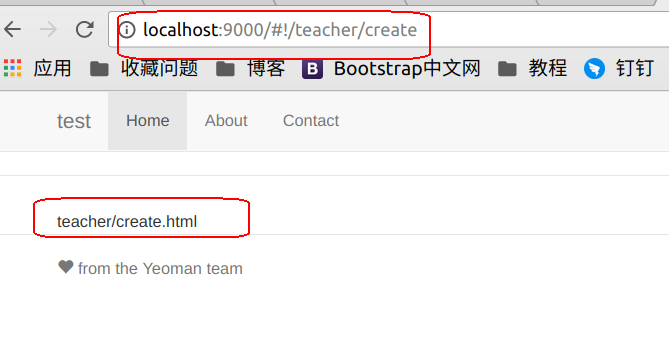 localhost:9000/#!/teacher/create
应用 收藏问题 博客 B Bootstrap中文网 教程 钉钉
test Home About Contact
teacher/create.html
from the Yeoman team